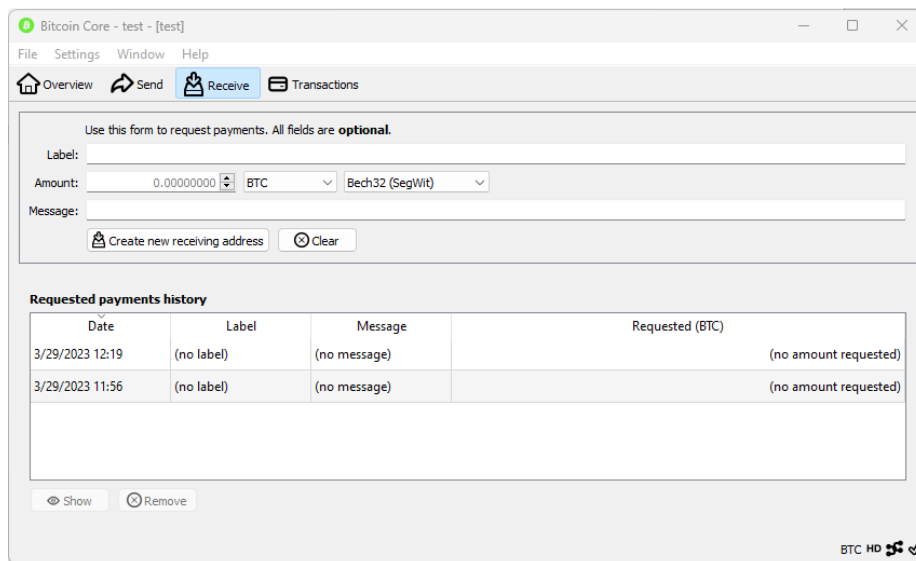 Bitcoin Core - test - [test]
File Settings Window Help
Overview Send Receive Transactions
Use this form to request payments. All fields are optional.
Label:
Amount: 0.00000000 BTC Bech32 (SegWit)
Message:
Create new receiving address Clear
Requested payments history
Date Label Message Requested (BTC)
3/29/2023 12:19 (no label) (no message) (no amount requested)
3/29/2023 11:56 (no label) (no message) (no amount requested)
Show Remove
BTC HD